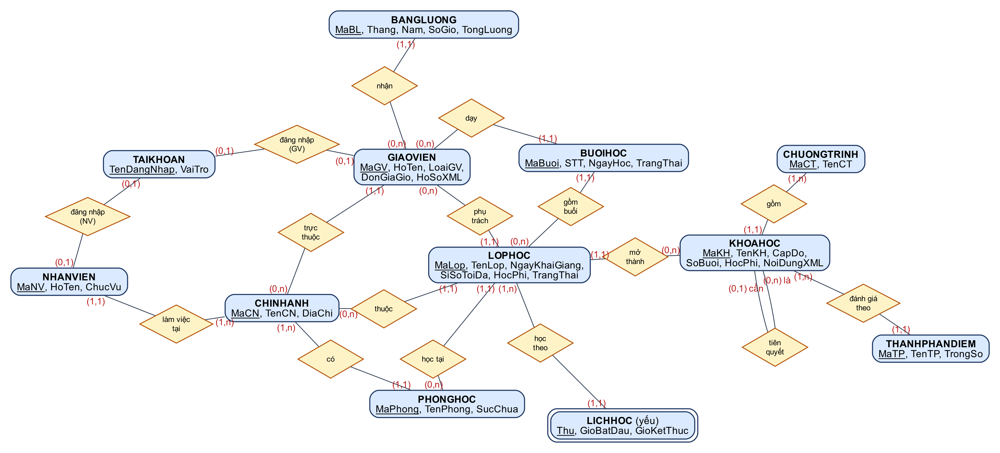 BANGLUONG
MaBL, Thang, Nam, SoGio, TongLuong
(1,1)
nhận
dạy
(0,n)
(0,n)
(1,1)
đăng nhập
(GV)
(0,1)
(0,1)
TAIKHOAN
TenDangNhap, VaiTro
(0,1)
GIAOVIEN
MaGV, HoTen, LoaiGV,
DonGiaGio, HoSoXML
(1,1)
(0,n)
BUOIHOC
MaBuoi, STT, NgayHoc, TrangThai
(1,1)
CHUONGTRINH
MaCT, TenCT
(1,n)
đăng nhập
(NV)
trực
thuộc
phụ
trách
gồm
buổi
gồm
(0,1)
(1,1)
(0,n)
(1,1)
NHANVIEN
MaNV, HoTen, ChucVu
(1,1)
LOPHOC
MaLop, TenLop, NgayKhaiGiang,
SiSoToiDa, HocPhi, TrangThai
(1,1)
mở
thành
(0,n)
KHOAHOC
MaKH, TenKH, CapDo,
SoBuoi, HocPhi, NoiDungXML
(0,n)
(1,1)
(1,1)
(1,n)
(0,1) cần
(0,n) là
(1,n)
CHINHANH
MaCN, TenCN, DiaChi
(0,n)
thuộc
làm việc
tại
(1,n)
(1,n)
đánh giá
theo
(1,1)
có
học tại
học
theo
tiên
quyết
THANHPHANDIEM
MaTP, TenTP, TrongSo
(1,1)
(0,n)
PHONGHOC
MaPhong, TenPhong, SucChua
(1,1)
LICHHOC (yếu)
Thu, GioBatDau, GioKetThuc